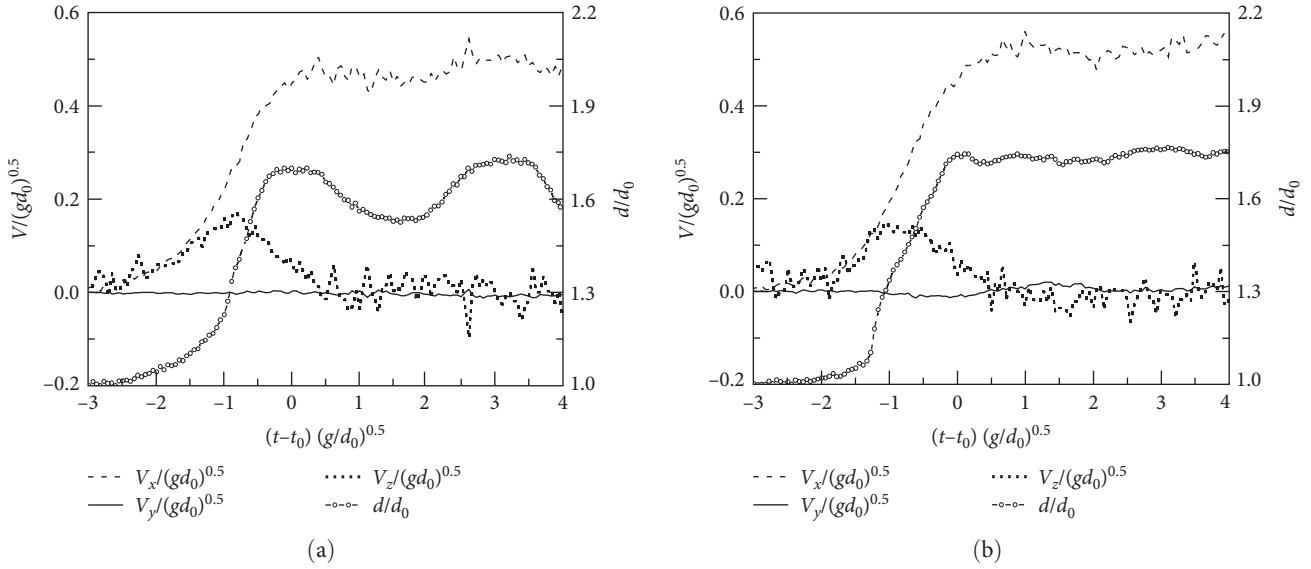 0.6
0.4
0.2
0.0
–0.2
V/(gd₀)^0.5
2.2
1.9
1.6
1.3
1.0
d/d₀
–3 –2 –1 0 1 2 3 4
(t–t₀) (g/d₀)^0.5
Vₓ/(gd₀)^0.5 V_z/(gd₀)^0.5
V_y/(gd₀)^0.5 d/d₀
(a)
0.6
0.4
0.2
0.0
–0.2
V/(gd₀)^0.5
2.2
1.9
1.6
1.3
1.0
d/d₀
–3 –2 –1 0 1 2 3 4
(t–t₀) (g/d₀)^0.5
Vₓ/(gd₀)^0.5 V_z/(gd₀)^0.5
V_y/(gd₀)^0.5 d/d₀
(b)